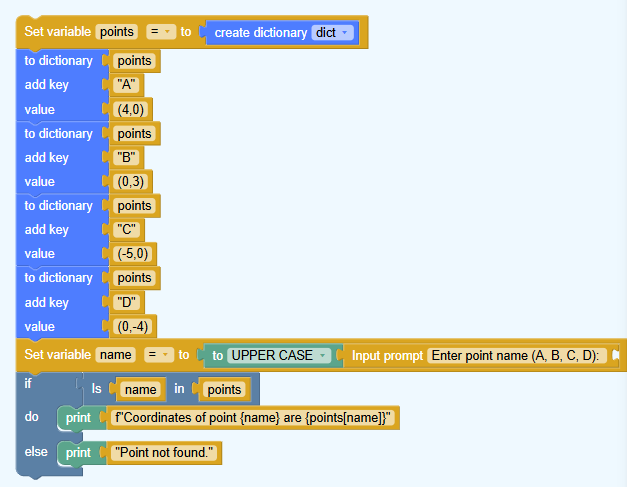 Set variable points = to create dictionary dict
to dictionary points
add key "A"
value (4,0)
to dictionary points
add key "B"
value (0,3)
to dictionary points
add key "C"
value (-5,0)
to dictionary points
add key "D"
value (0,-4)
Set variable name = to to UPPER CASE Input prompt Enter point name (A, B, C, D):
if Is name in points
do print f"Coordinates of point {name} are {points[name]}"
else print "Point not found."